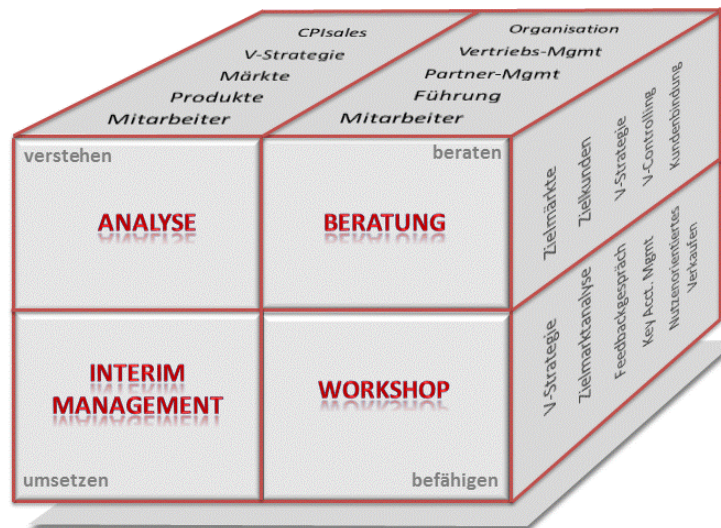 CPIsales
V-Strategie
Märkte
Produkte
Mitarbeiter
Organisation
Vertriebs-Mgmt
Partner-Mgmt
Führung
Mitarbeiter
verstehen
ANALYSE
beraten
BERATUNG
INTERIM
MANAGEMENT
umsetzen
WORKSHOP
befähigen
Zielmärkte
Zielkunden
V-Strategie
V-Controlling
Kundenbindung
V-Strategie
Zielmarktanalyse
Feedbackgespräch
Key Acct. Mgmt
Nutzenorientiertes
Verkaufen